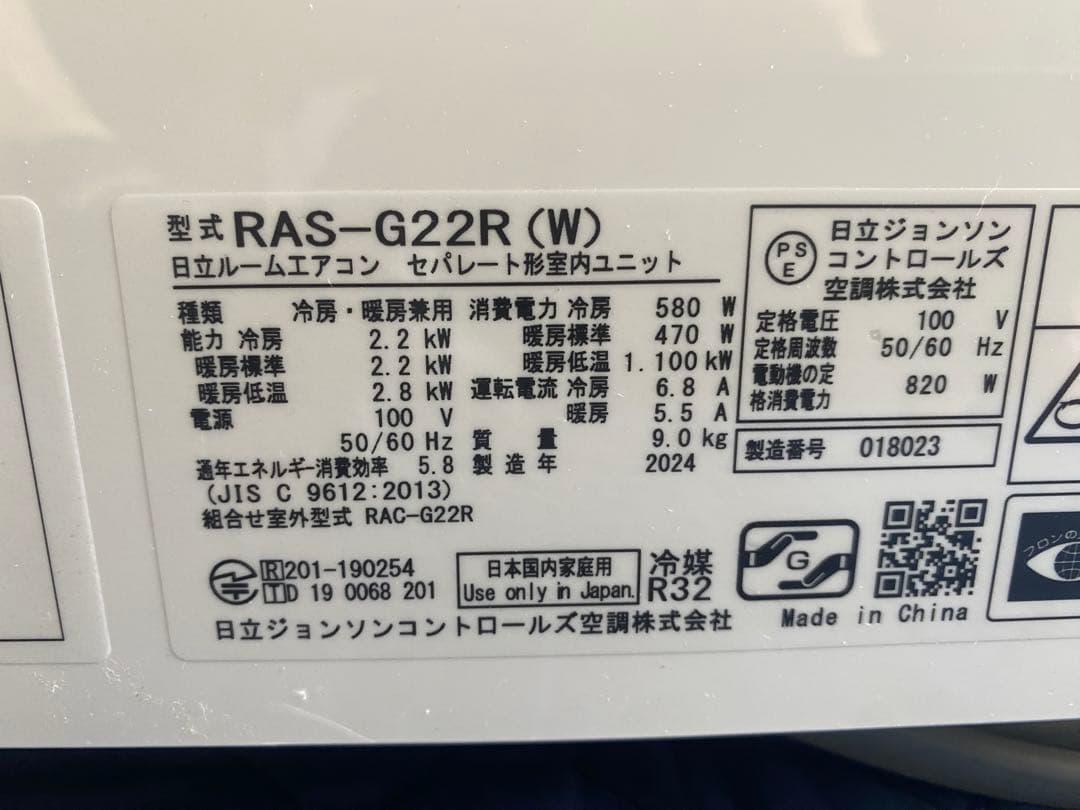 型式 RAS-G22R(W)
日立ルームエアコン セパレート形室内ユニット
種類 冷房・暖房兼用
能力 冷房 2.2 kW
暖房標準 2.2 kW
暖房低温 2.8 kW
電源 100 V
50/60 Hz
通年エネルギー消費効率 5.8
(JIS C 9612:2013)
組合せ室外型式 RAC-G22R
消費電力 冷房 580 W
暖房標準 470 W
暖房低温 1.100 kW
運転電流 冷房 6.8 A
暖房 5.5 A
質量 9.0 kg
製造年 2024
PS
E
日立ジョンソン
コントロールズ
空調株式会社
定格電圧 100 V
定格周波数 50/60 Hz
電動機の定
格消費電力 820 W
製造番号 018023
R 201-190254
T D 19 0068 201
日本国内家庭用
Use only in Japan.
冷媒
R32
G
Made in China
日立ジョンソンコントロールズ空調株式会社
フロンの